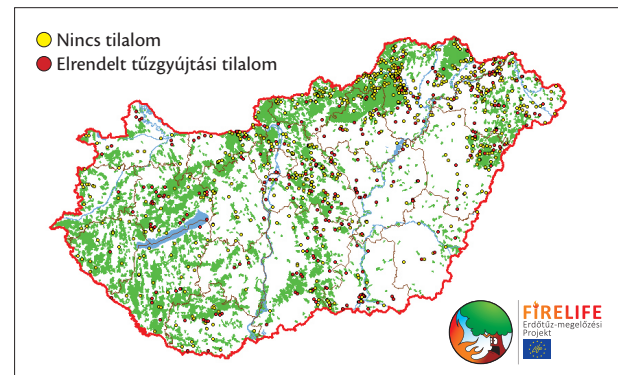 Nincs tilalom
Elrendelt tűzgyújtási tilalom
FIRELIFE
Erdőtűz-megelőzési
Projekt